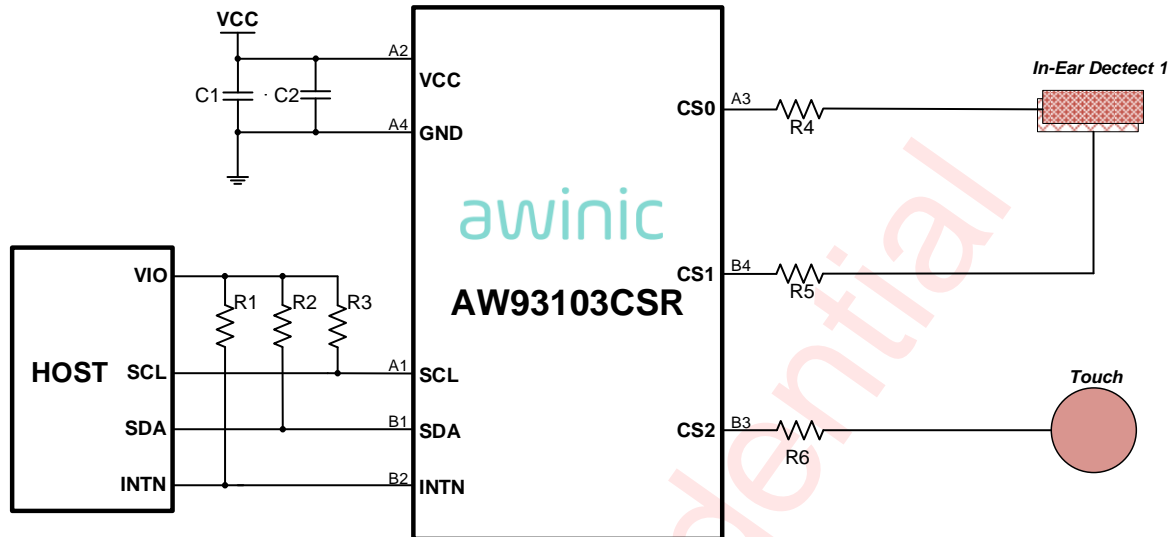 VCC
C1
C2
A2
VCC
A4
GND
awinic
AW93103CSR
CS0
A3
R4
In-Ear Dectect 1
CS1
B4
R5
CS2
B3
R6
Touch
HOST
VIO
R1
R2
R3
SCL
A1
SCL
SDA
B1
SDA
INTN
B2
INTN
dential